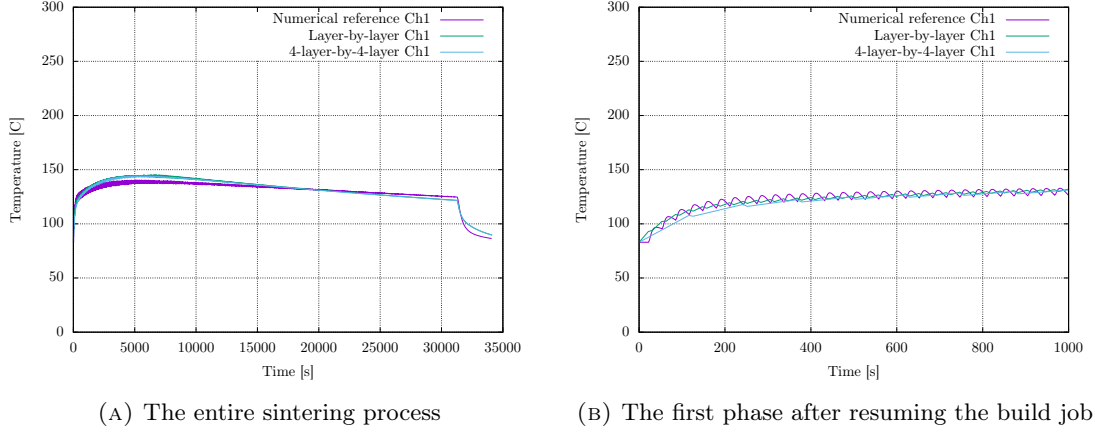 Numerical reference Ch1
Layer-by-layer Ch1
4-layer-by-4-layer Ch1
Temperature [C]
300
250
200
150
100
50
0
0 5000 10000 15000 20000 25000 30000 35000
Time [s]
(A) The entire sintering process
Numerical reference Ch1
Layer-by-layer Ch1
4-layer-by-4-layer Ch1
Temperature [C]
300
250
200
150
100
50
0
0 200 400 600 800 1000
Time [s]
(B) The first phase after resuming the build job